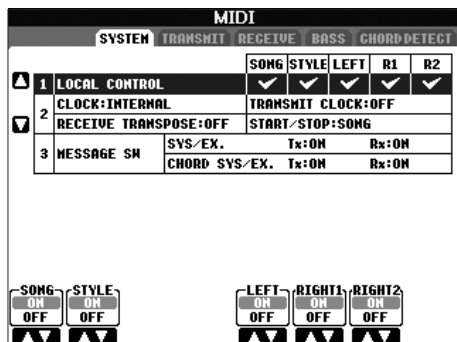 MIDI
SYSTEM TRANSMIT RECEIVE BASS CHORD DETECT
SONG STYLE LEFT R1 R2
1 LOCAL CONTROL
2 CLOCK:INTERNAL TRANSMIT CLOCK:OFF
RECEIVE TRANSPOSE:OFF START/STOP:SONG
3 MESSAGE SW SYS/EX. Tx:ON Rx:ON
CHORD SYS/EX. Tx:ON Rx:ON
SONG STYLE LEFT RIGHT1 RIGHT2
ON ON ON ON ON
OFF OFF OFF OFF OFF